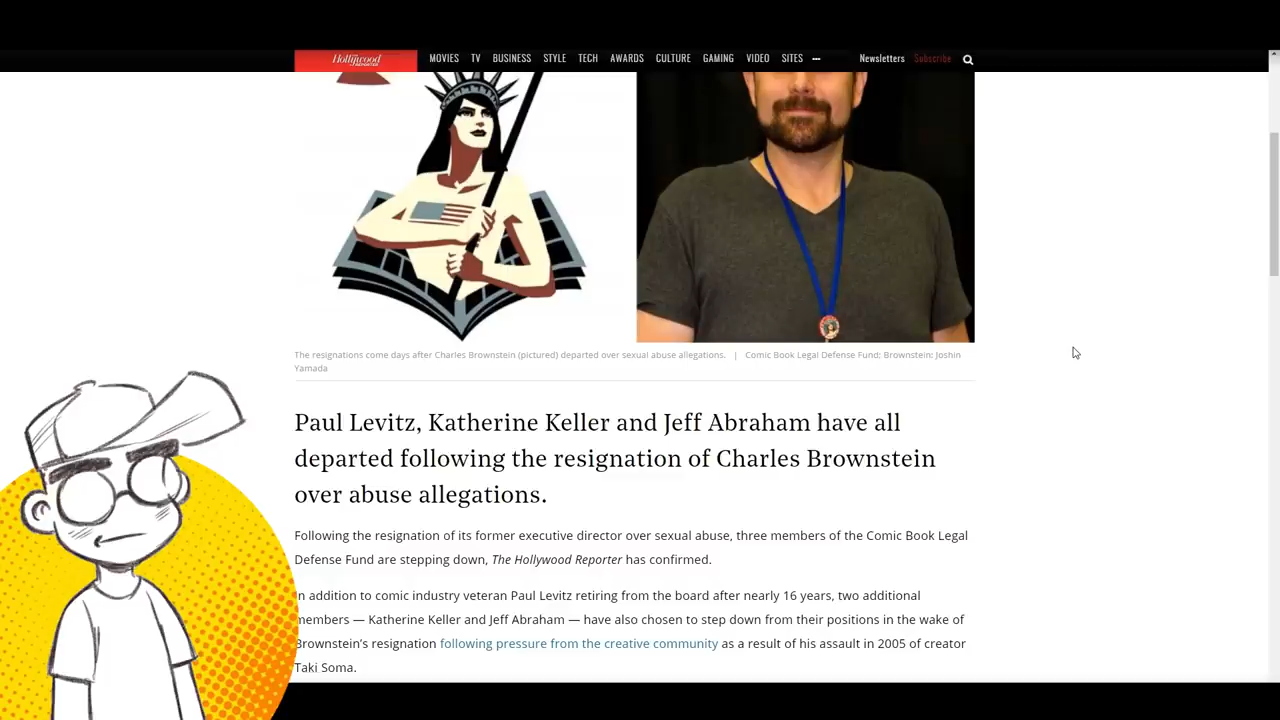 Hollywood REPORTER MOVIES TV BUSINESS STYLE TECH AWARDS CULTURE GAMING VIDEO SITES ••• Newsletters Subscribe
The resignations come days after Charles Brownstein (pictured) departed over sexual abuse allegations. | Comic Book Legal Defense Fund; Brownstein: Joshin
Yamada
Paul Levitz, Katherine Keller and Jeff Abraham have all
departed following the resignation of Charles Brownstein
over abuse allegations.
Following the resignation of its former executive director over sexual abuse, three members of the Comic Book Legal
Defense Fund are stepping down, The Hollywood Reporter has confirmed.
In addition to comic industry veteran Paul Levitz retiring from the board after nearly 16 years, two additional
members — Katherine Keller and Jeff Abraham — have also chosen to step down from their positions in the wake of
Brownstein's resignation following pressure from the creative community as a result of his assault in 2005 of creator
Taki Soma.